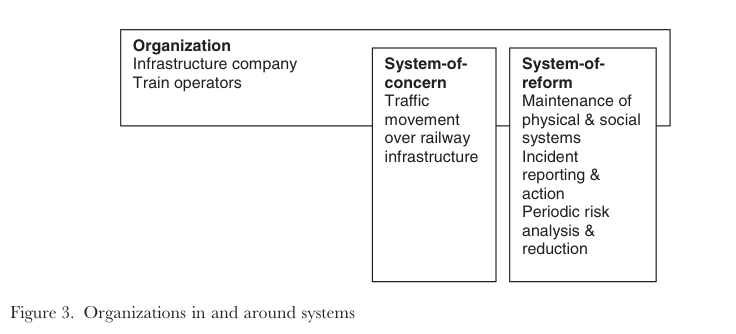 Organization
Infrastructure company
Train operators
System-of-
concern
Traffic
movement
over railway
infrastructure
System-of-
reform
Maintenance of
physical & social
systems
Incident
reporting &
action
Periodic risk
analysis &
reduction
Figure 3. Organizations in and around systems